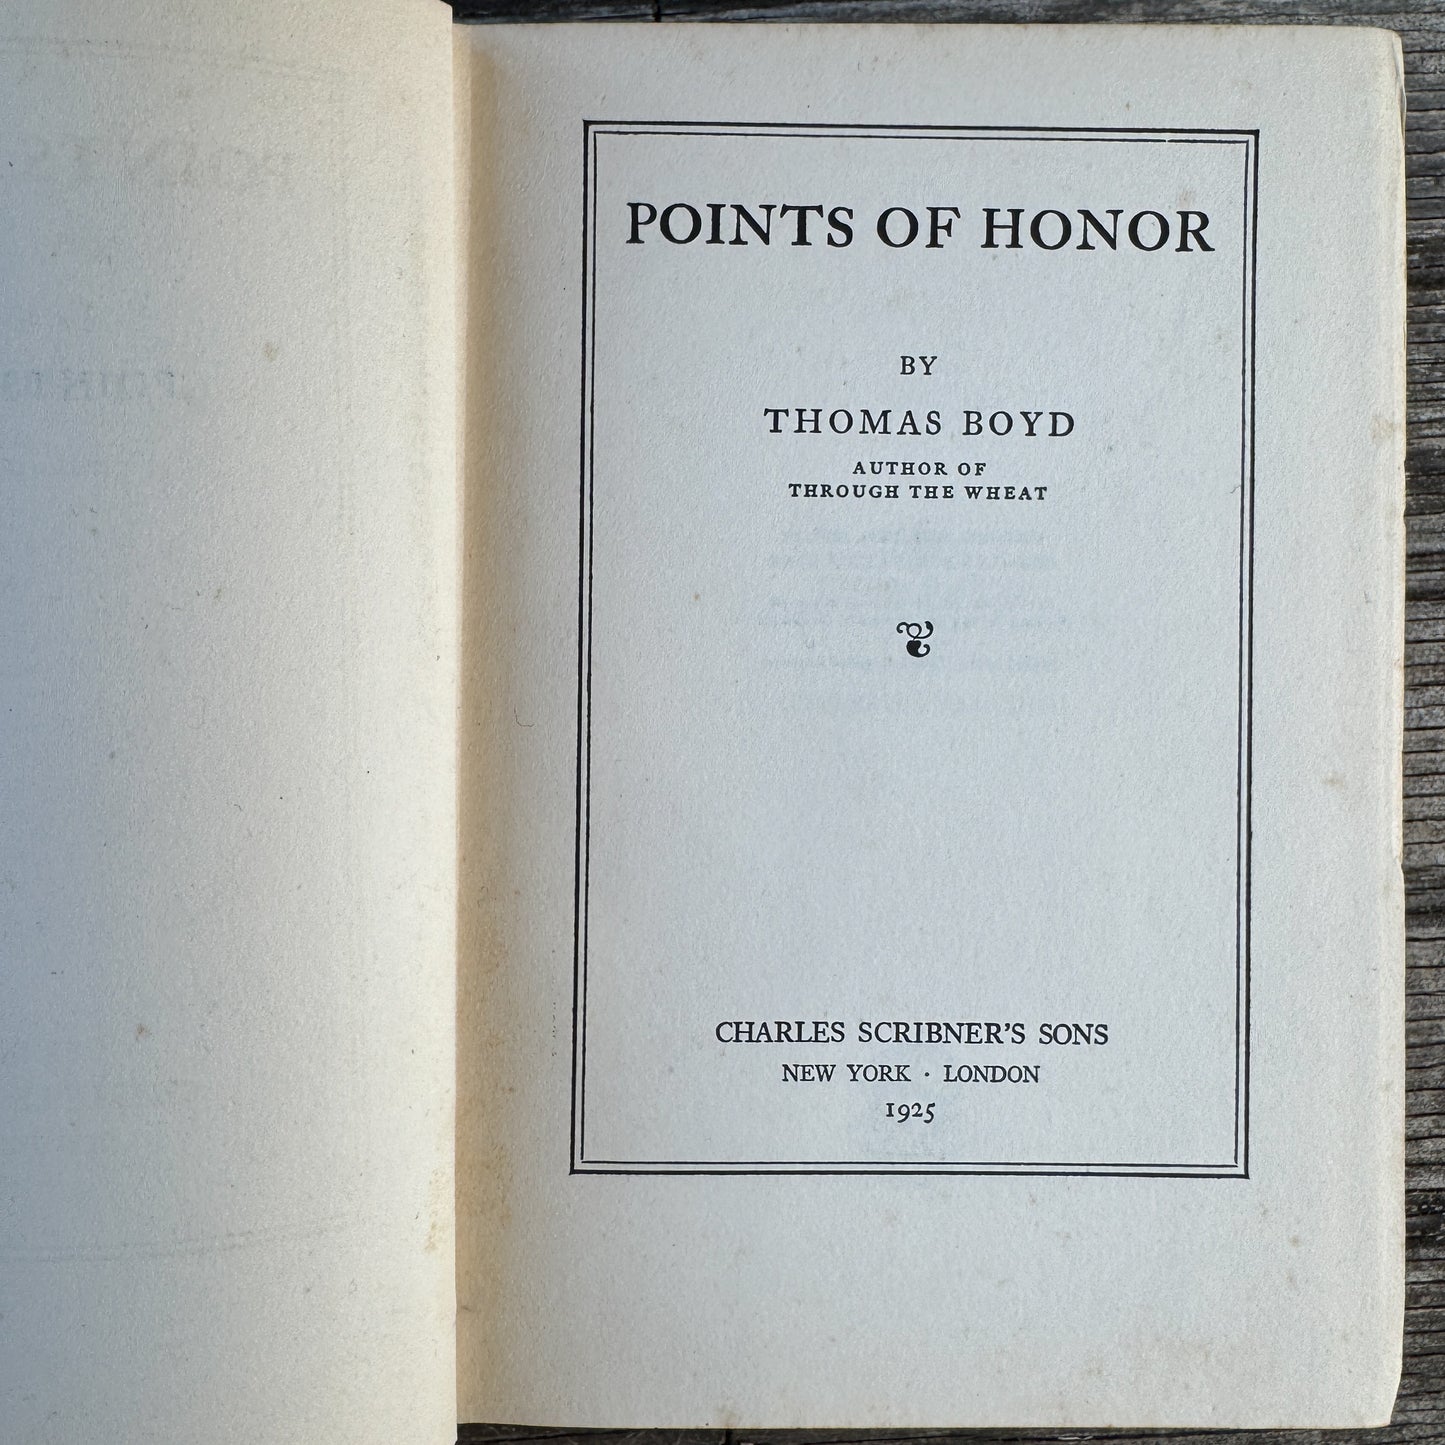 POINTS OF HONOR
BY
THOMAS BOYD
AUTHOR OF
THROUGH THE WHEAT
CHARLES SCRIBNER'S SONS
NEW YORK · LONDON
1925